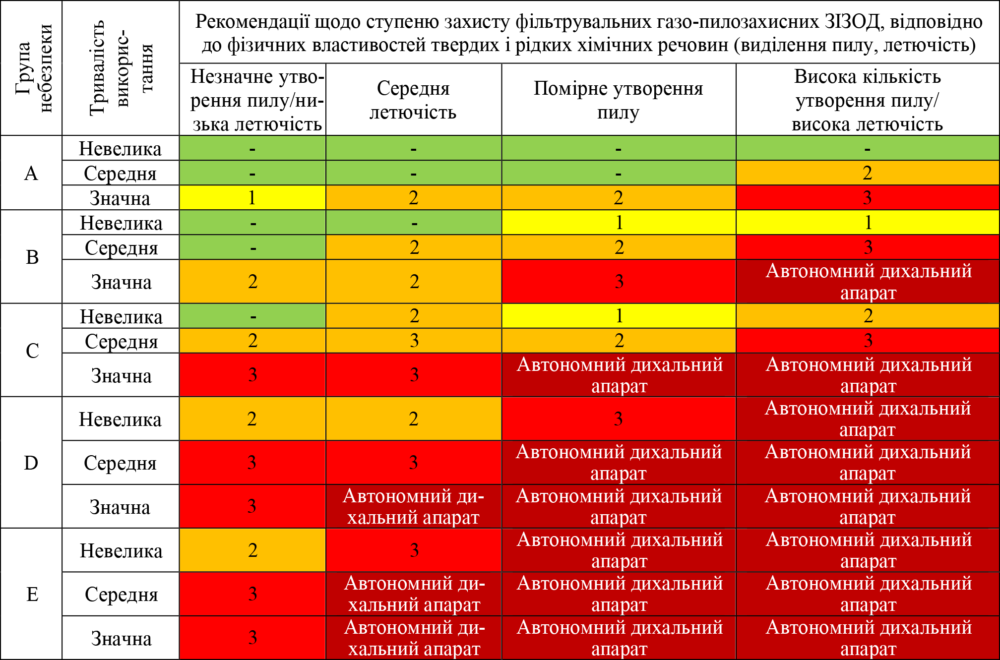 Група
небезпеки
Тривалість
викорис-
тання
Рекомендації щодо ступеню захисту фільтрувальних газо-пилозахисних ЗІЗОД, відповідно
до фізичних властивостей твердих і рідких хімічних речовин (виділення пилу, летючість)
Незначне утво-
рення пилу/ни-
зька летючість
Середня
летючість
Помірне утворення
пилу
Висока кількість
утворення пилу/
висока летючість
A
Невелика
-
-
-
-
Середня
-
-
-
2
Значна
1
2
2
3
B
Невелика
-
-
1
1
Середня
-
2
2
3
Значна
2
2
3
Автономний дихальний
апарат
C
Невелика
-
2
1
2
Середня
2
3
2
3
Значна
3
3
Автономний дихальний
апарат
Автономний дихальний
апарат
D
Невелика
2
2
3
Автономний дихальний
апарат
Середня
3
3
Автономний дихальний
апарат
Автономний дихальний
апарат
Значна
3
Автономний ди-
хальний апарат
Автономний дихальний
апарат
Автономний дихальний
апарат
E
Невелика
2
3
Автономний дихальний
апарат
Автономний дихальний
апарат
Середня
3
Автономний ди-
хальний апарат
Автономний дихальний
апарат
Автономний дихальний
апарат
Значна
3
Автономний ди-
хальний апарат
Автономний дихальний
апарат
Автономний дихальний
апарат